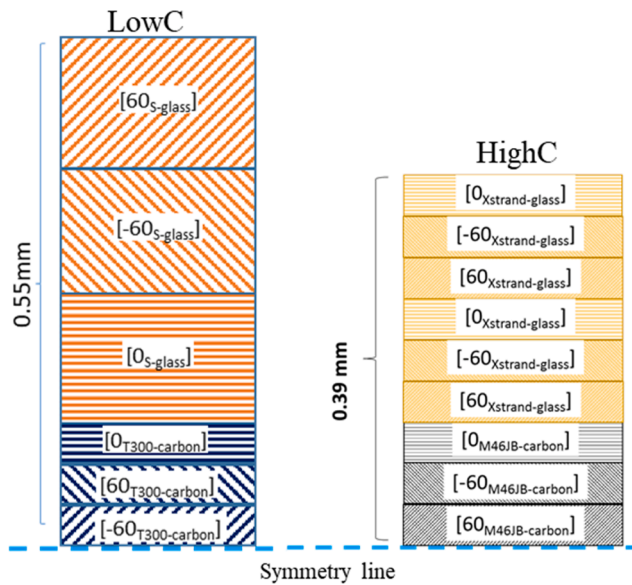 LowC
[60S-glass]
[-60S-glass]
[0S-glass]
[0T300-carbon]
[60T300-carbon]
[-60T300-carbon]
0.55mm
HighC
[0Xstrand-glass]
[-60Xstrand-glass]
[60Xstrand-glass]
[0Xstrand-glass]
[-60Xstrand-glass]
[60Xstrand-glass]
[0M46JB-carbon]
[-60M46JB-carbon]
[60M46JB-carbon]
0.39 mm
Symmetry line